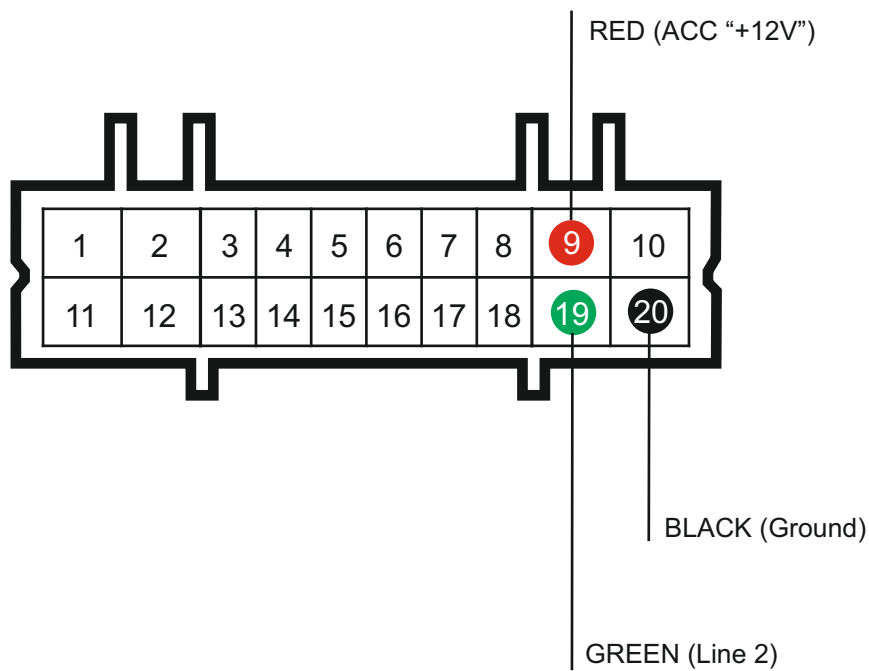 RED (ACC “+12V”)
1 2 3 4 5 6 7 8 9 10
11 12 13 14 15 16 17 18 19 20
BLACK (Ground)
GREEN (Line 2)